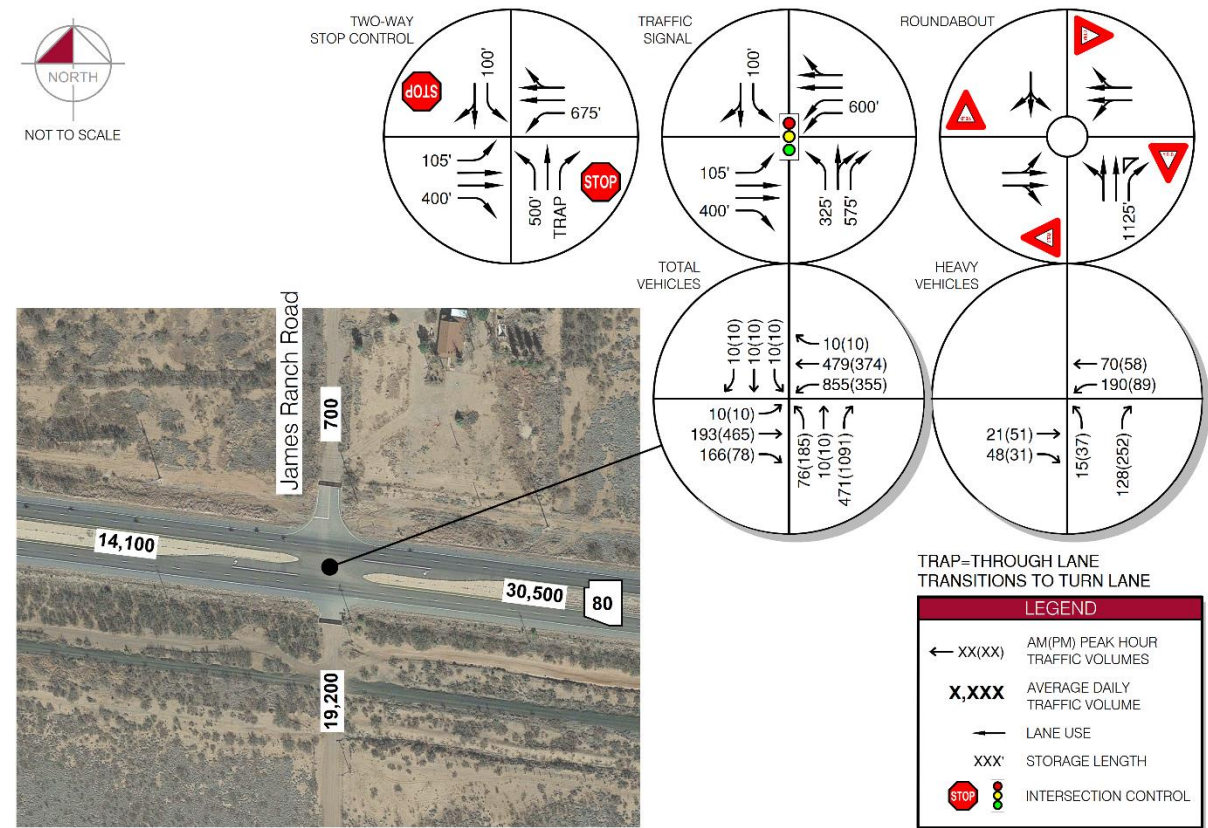 NORTH
NOT TO SCALE
TWO-WAY
STOP CONTROL
STOP
100'
675'
105'
400'
500'
TRAP
STOP
TRAFFIC
SIGNAL
100'
600'
105'
400'
325'
575'
ROUNDABOUT
1125'
TOTAL
VEHICLES
10(10)
10(10)
10(10)
10(10)
479(374)
855(355)
10(10)
193(465)
166(78)
76(185)
10(10)
471(1091)
HEAVY
VEHICLES
70(58)
190(89)
21(51)
48(31)
15(37)
128(252)
James Ranch Road
700
14,100
30,500
80
19,200
TRAP=THROUGH LANE
TRANSITIONS TO TURN LANE
LEGEND
XX(XX)
AM(PM) PEAK HOUR
TRAFFIC VOLUMES
X,XXX
AVERAGE DAILY
TRAFFIC VOLUME
LANE USE
XXX'
STORAGE LENGTH
STOP
INTERSECTION CONTROL